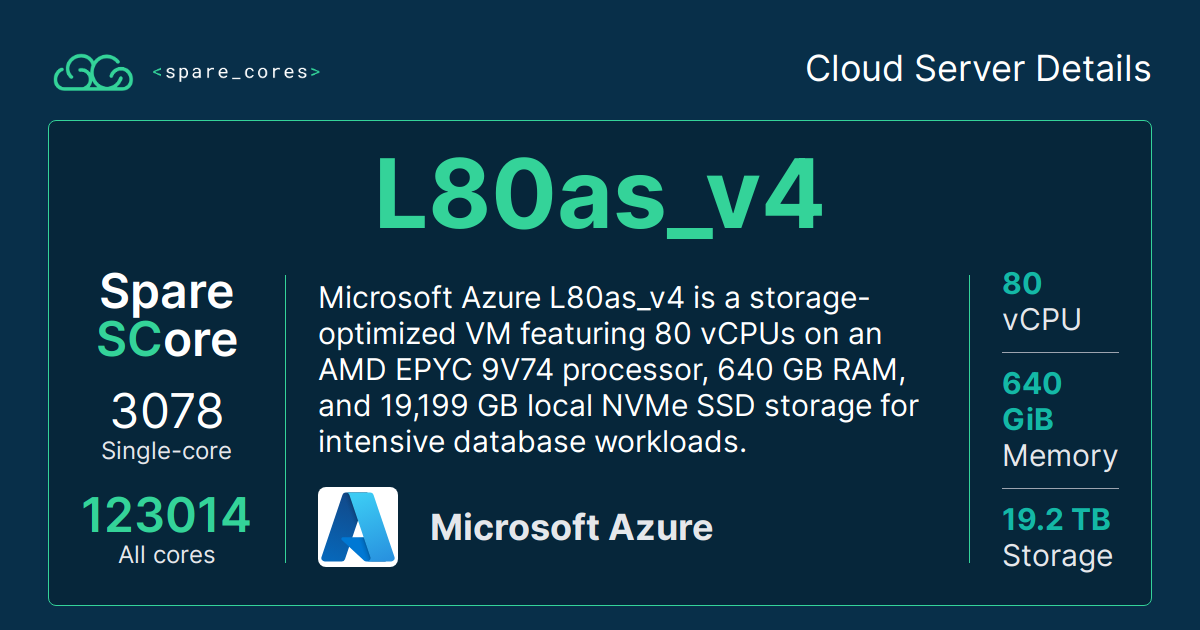 <spare_cores>
Cloud Server Details
L80as_v4
Spare
SCore
3078
Single-core
123014
All cores
Microsoft Azure L80as_v4 is a storage-
optimized VM featuring 80 vCPUs on an
AMD EPYC 9V74 processor, 640 GB RAM,
and 19,199 GB local NVMe SSD storage for
intensive database workloads.
Microsoft Azure
80
vCPU
640
GiB
Memory
19.2 TB
Storage